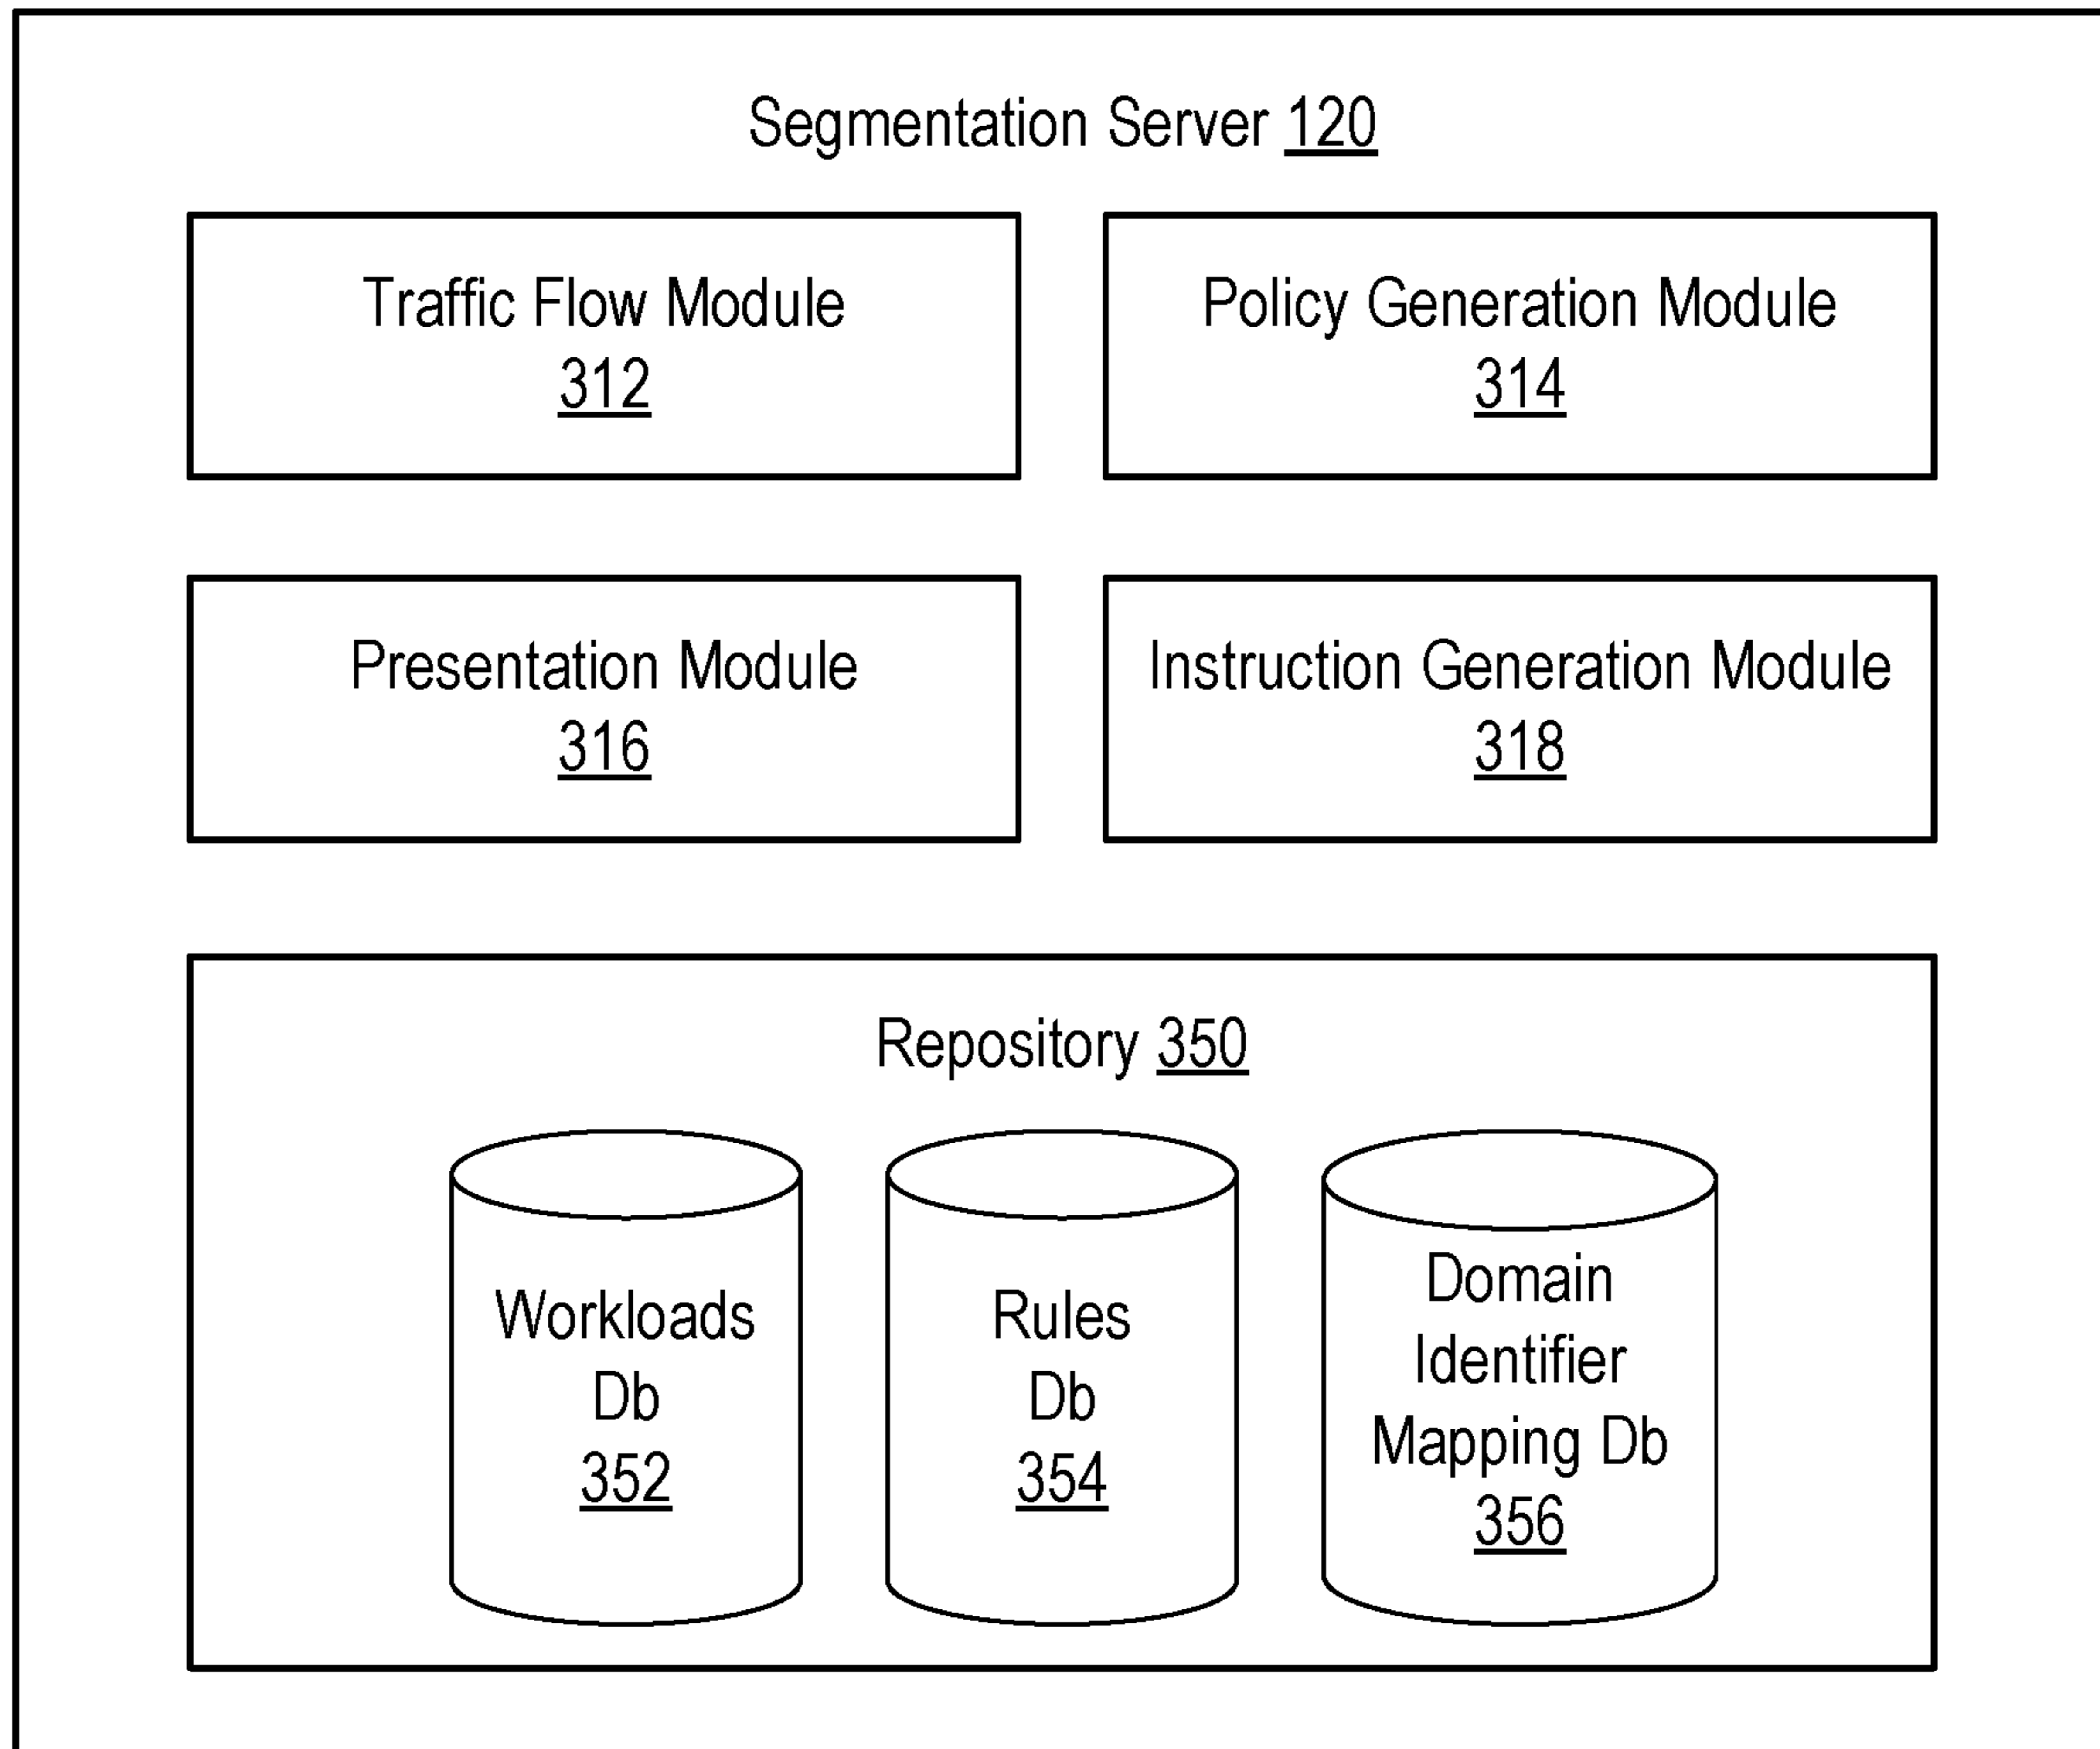 Segmentation Server 120
Traffic Flow Module
312
Policy Generation Module
314
Presentation Module
316
Instruction Generation Module
318
Repository 350
Workloads
Db
352
Rules
Db
354
Domain
Identifier
Mapping Db
356